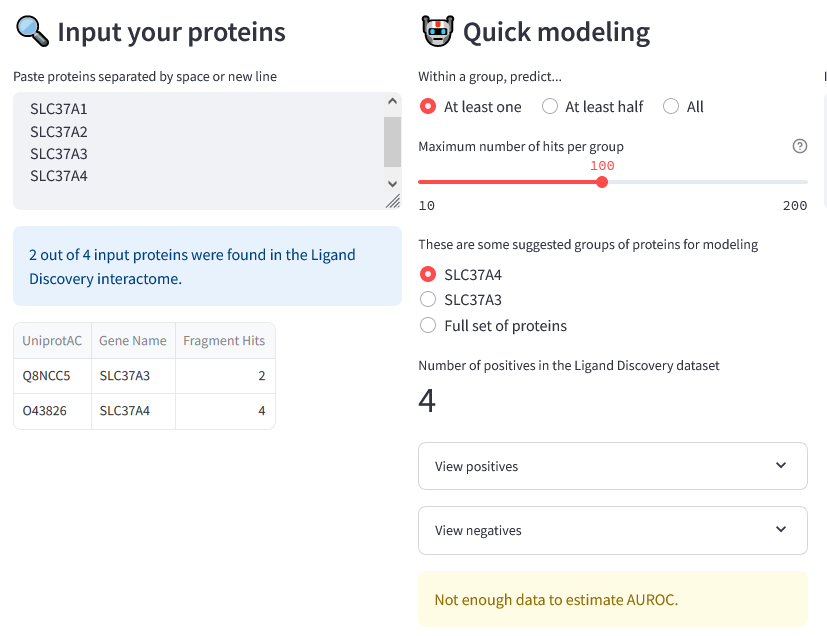 Input your proteins
Paste proteins separated by space or new line
SLC37A1
SLC37A2
SLC37A3
SLC37A4
2 out of 4 input proteins were found in the Ligand
Discovery interactome.
UniprotAC Gene Name Fragment Hits
Q8NCC5 SLC37A3 2
O43826 SLC37A4 4
Quick modeling
Within a group, predict...
At least one At least half All
Maximum number of hits per group
100
10 200
These are some suggested groups of proteins for modeling
SLC37A4
SLC37A3
Full set of proteins
Number of positives in the Ligand Discovery dataset
4
View positives
View negatives
Not enough data to estimate AUROC.